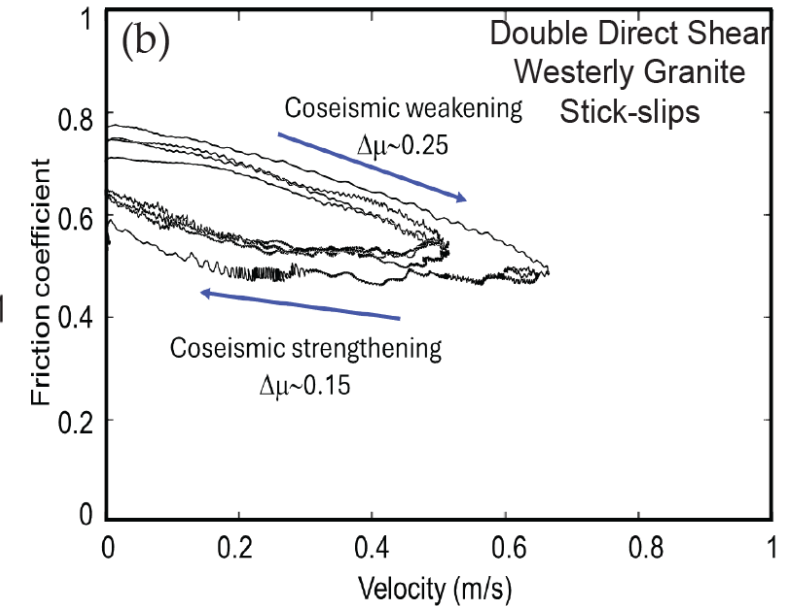 (b)
Double Direct Shear
Westerly Granite
Stick-slips
Coseismic weakening
Δμ~0.25
Coseismic strengthening
Δμ~0.15
Friction coefficient
1
0.8
0.6
0.4
0.2
0
0
0.2
0.4
0.6
0.8
1
Velocity (m/s)